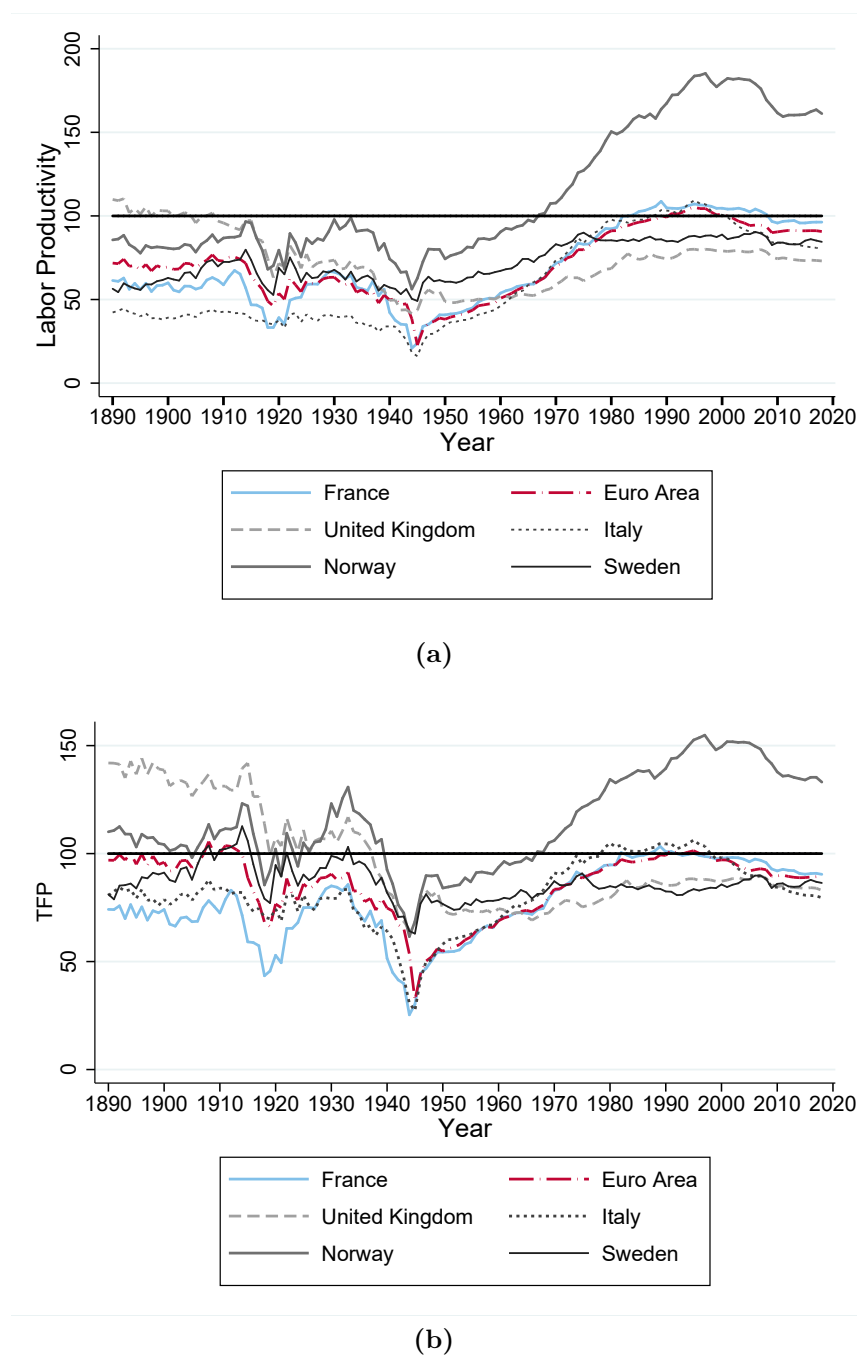 200
150
100
50
0
Labor Productivity
1890 1900 1910 1920 1930 1940 1950 1960 1970 1980 1990 2000 2010 2020
Year
France Euro Area
United Kingdom Italy
Norway Sweden
(a)
150
100
50
0
TFP
1890 1900 1910 1920 1930 1940 1950 1960 1970 1980 1990 2000 2010 2020
Year
France Euro Area
United Kingdom Italy
Norway Sweden
(b)